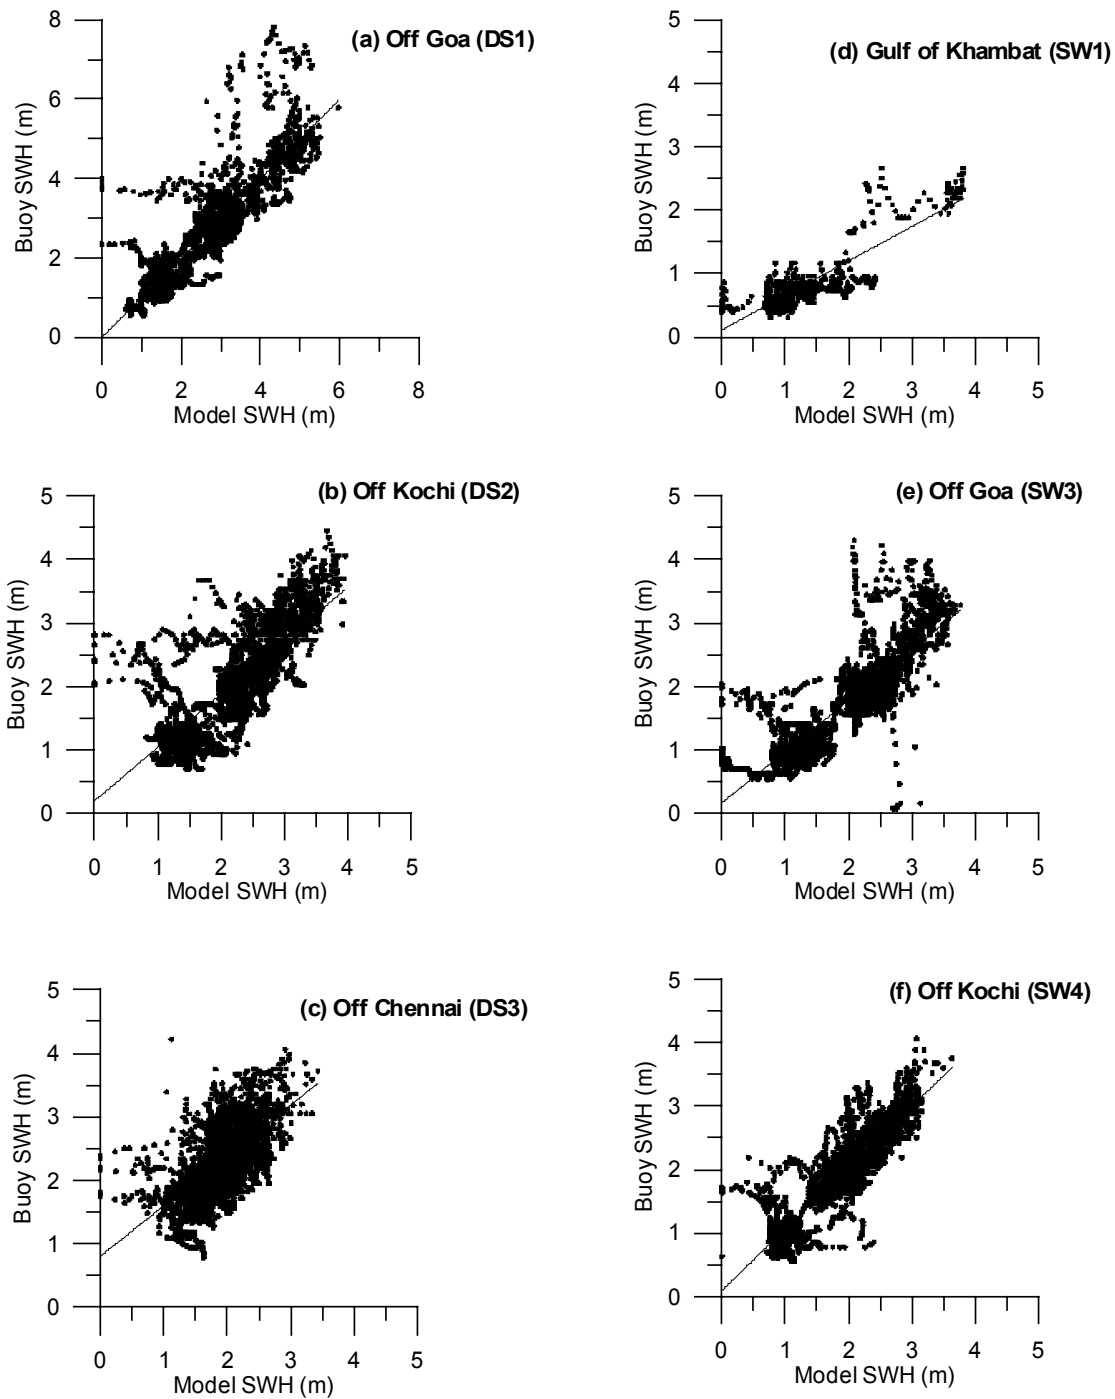 (a) Off Goa (DS1)
8
6
4
2
0
Buoy SWH (m)
0 2 4 6 8
Model SWH (m)
(d) Gulf of Khambat (SW1)
5
4
3
3
2
1
0
Buoy SWH (m)
0 1 2 3 4 5
Model SWH (m)
(b) Off Kochi (DS2)
5
4
3
2
1
0
Buoy SWH (m)
0 1 2 3 4 5
Model SWH (m)
(e) Off Goa (SW3)
5
4
3
2
1
0
Buoy SWH (m)
0 1 2 3 4 5
Model SWH (m)
(c) Off Chennai (DS3)
5
4
3
2
1
0
Buoy SWH (m)
0 1 2 3 4 5
Model SWH (m)
(f) Off Kochi (SW4)
5
4
3
2
1
0
Buoy SWH (m)
0 1 2 3 4 5
Model SWH (m)